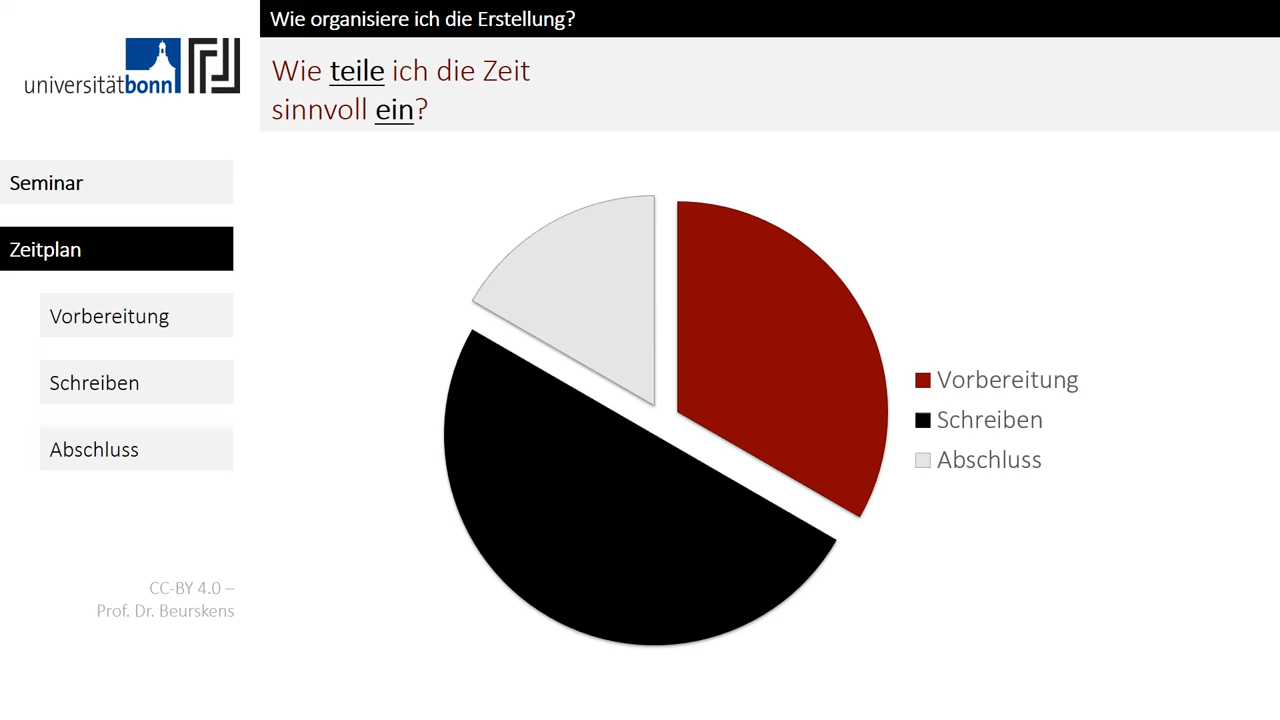 Wie organisiere ich die Erstellung?
universitätbonn
Wie teile ich die Zeit
sinnvoll ein?
Seminar
Zeitplan
Vorbereitung
Schreiben
Abschluss
Vorbereitung
Schreiben
Abschluss
CC-BY 4.0 –
Prof. Dr. Beurskens